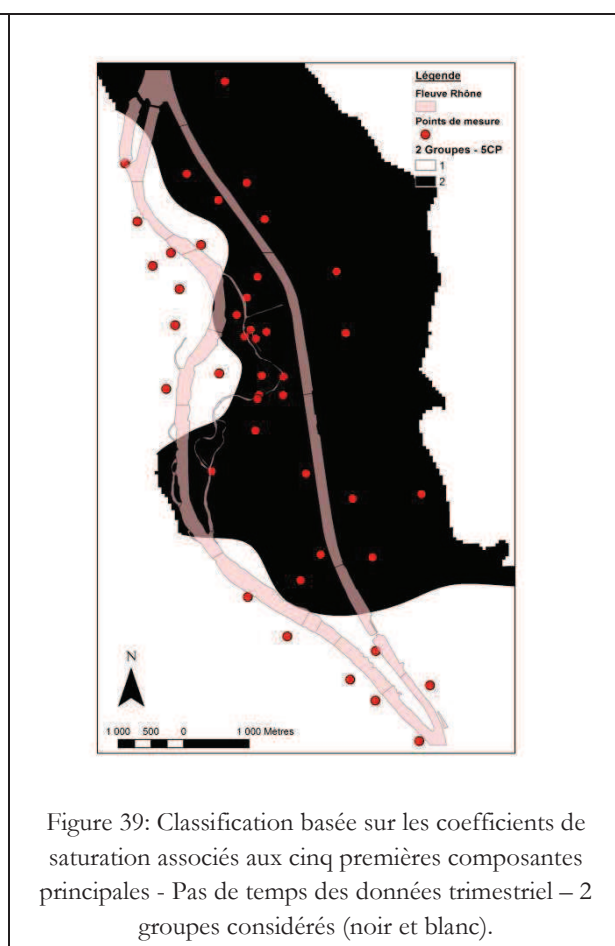 Légende
Fleuve Rhône
Points de mesure
2 Groupes - 5CP
1
2
N
1 000 500 0 1 000 Mètres
Figure 39: Classification basée sur les coefficients de
saturation associés aux cinq premières composantes
principales - Pas de temps des données trimestriel – 2
groupes considérés (noir et blanc).